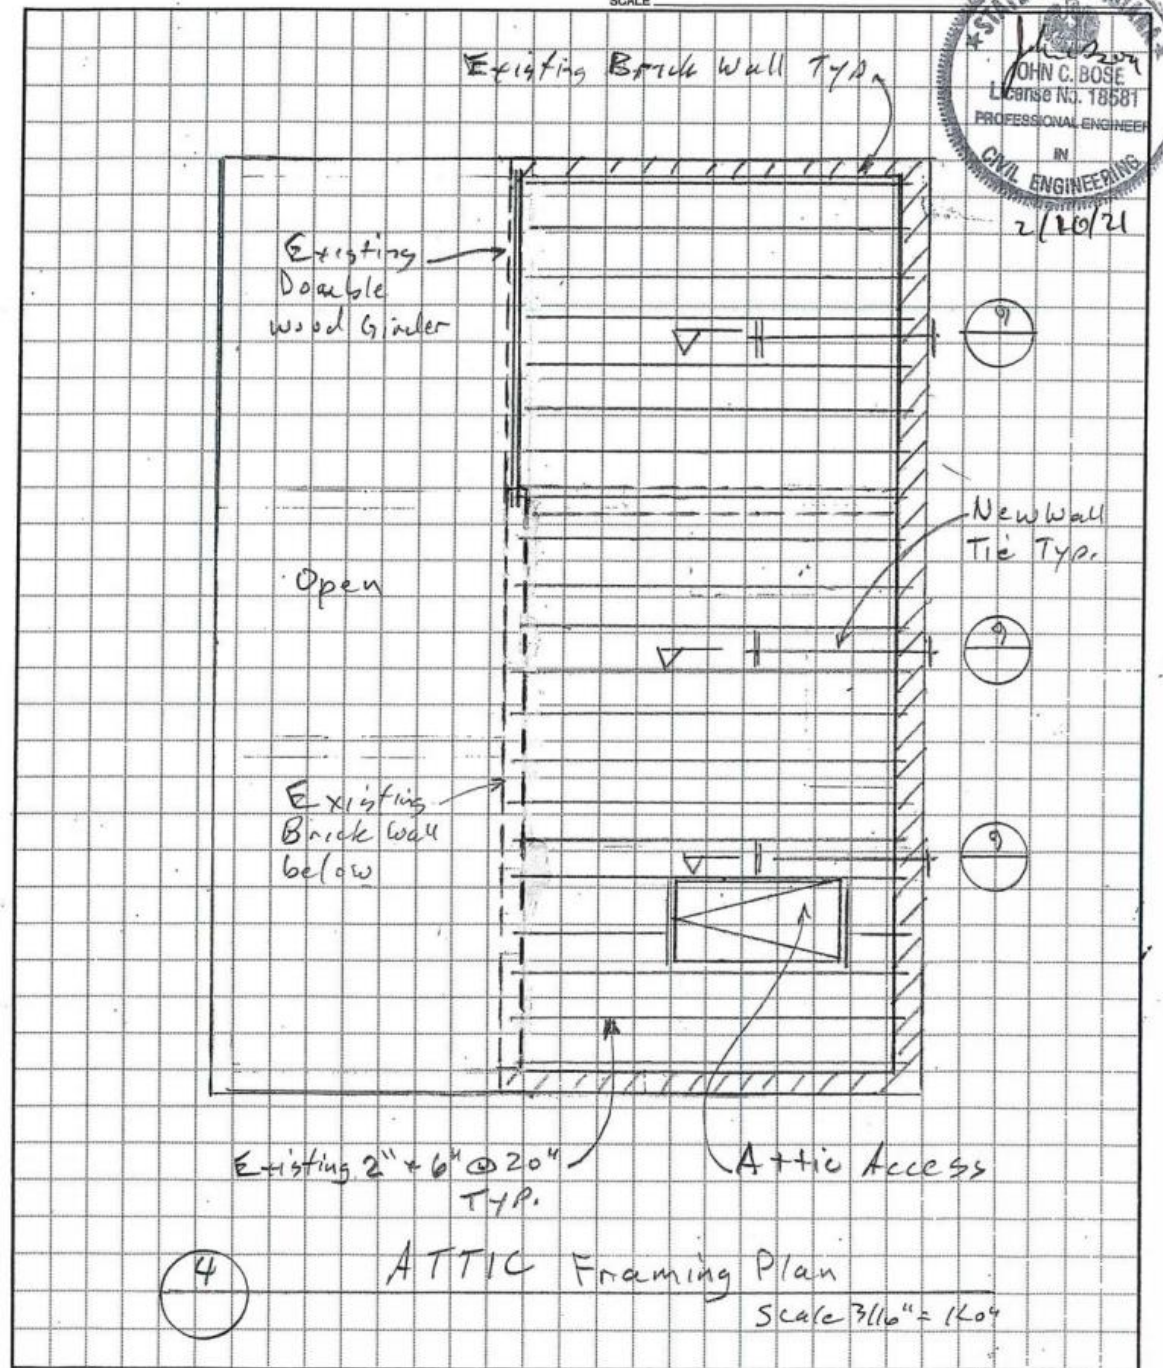 SCALE
Existing Brick Wall Typ.
JOHN C. BOSE
License No. 18581
PROFESSIONAL ENGINEER
IN
CIVIL ENGINEERING
2/10/21
Existing
Double
wood Girder
9
New Wall
Tie Typ.
Open
9
Existing
Brick Wall
below
9
Existing 2" x 6" @ 20"
TYP.
Attic Access
4
ATTIC Framing Plan
Scale 3/16" = 1'-0"